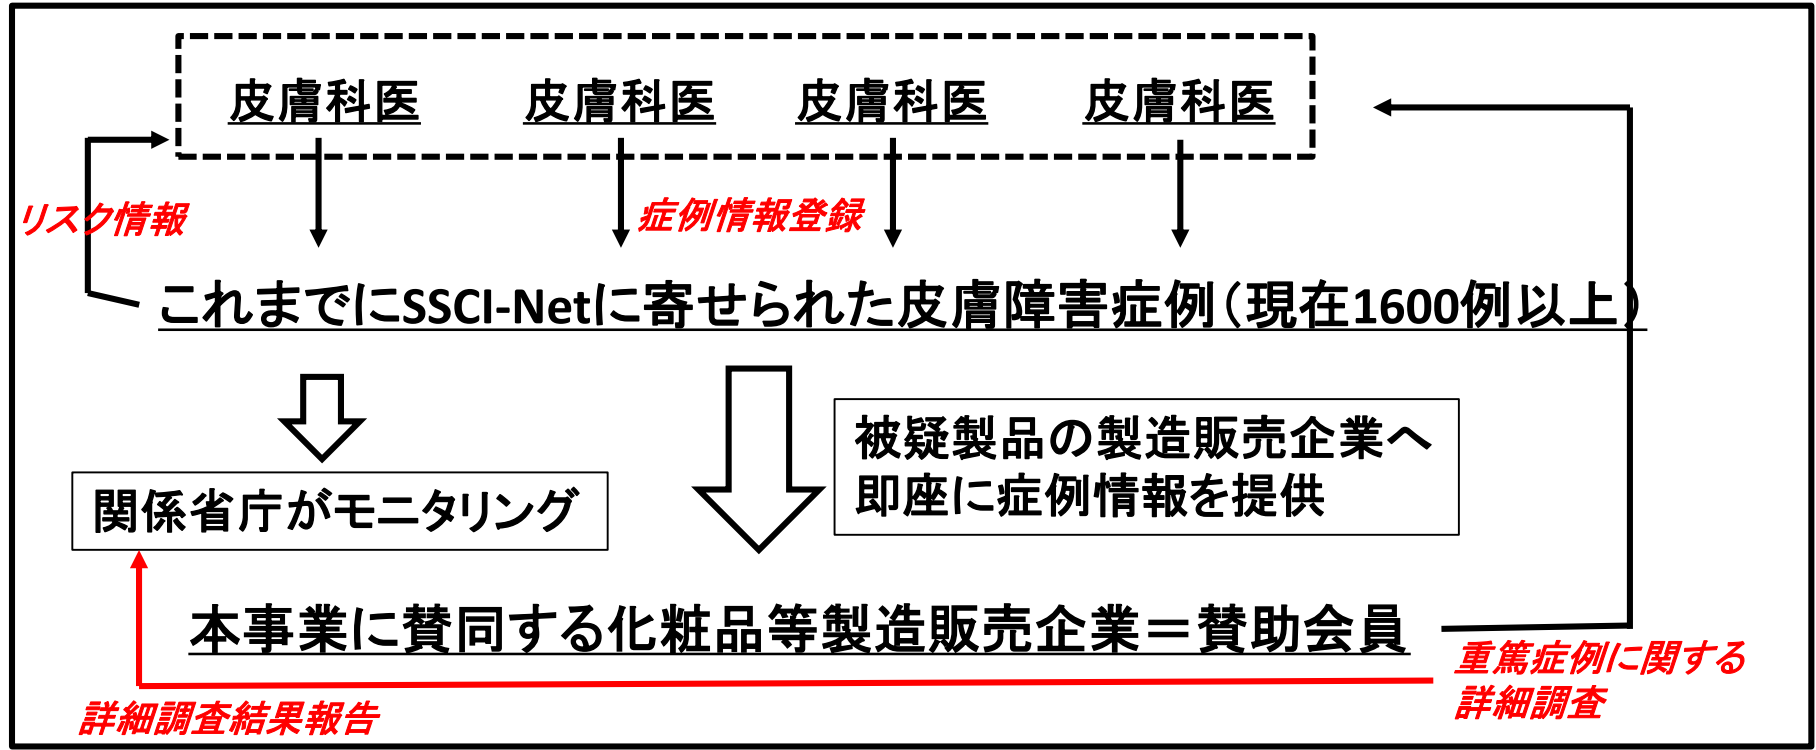 皮膚科医 皮膚科医 皮膚科医 皮膚科医
リスク情報
症例情報登録
これまでにSSCI-Netに寄せられた皮膚障害症例（現在1600例以上）
被疑製品の製造販売企業へ
即座に症例情報を提供
関係省庁がモニタリング
本事業に賛同する化粧品等製造販売企業＝賛助会員
重篤症例に関する
詳細調査
詳細調査結果報告